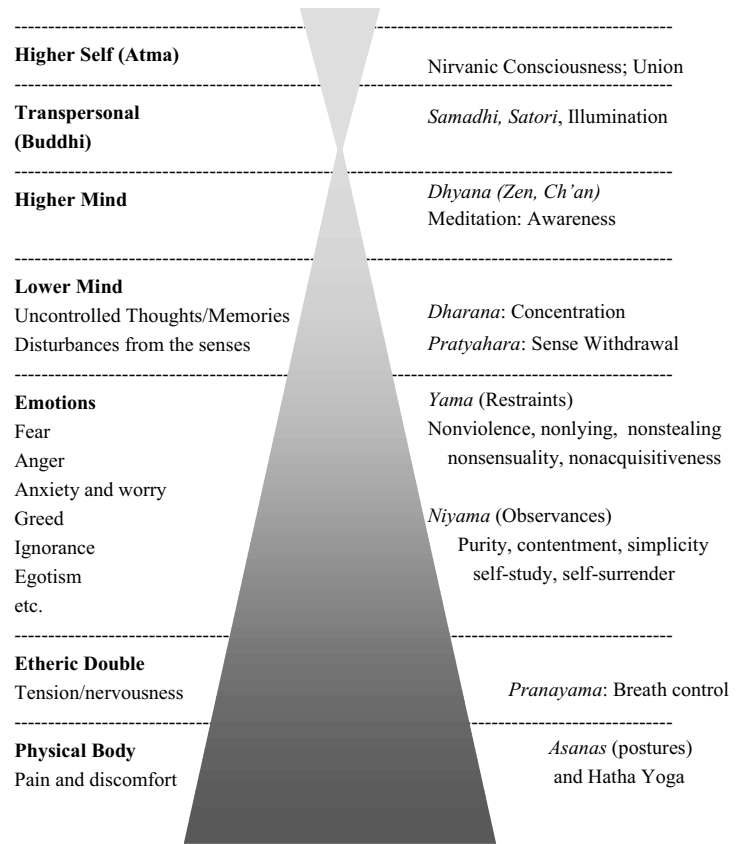 Higher Self (Atma)
Nirvanic Consciousness; Union
Transpersonal
(Buddhi)
Samadhi, Satori, Illumination
Higher Mind
Dhyana (Zen, Ch’an)
Meditation: Awareness
Lower Mind
Uncontrolled Thoughts/Memories
Disturbances from the senses
Dharana: Concentration
Pratyahara: Sense Withdrawal
Emotions
Fear
Anger
Anxiety and worry
Greed
Ignorance
Egotism
etc.
Yama (Restraints)
Nonviolence, nonlying, nonstealing
nonsensuality, nonacquisitiveness
Niyama (Observances)
Purity, contentment, simplicity
self-study, self-surrender
Etheric Double
Tension/nervousness
Pranayama: Breath control
Physical Body
Pain and discomfort
Asanas (postures)
and Hatha Yoga